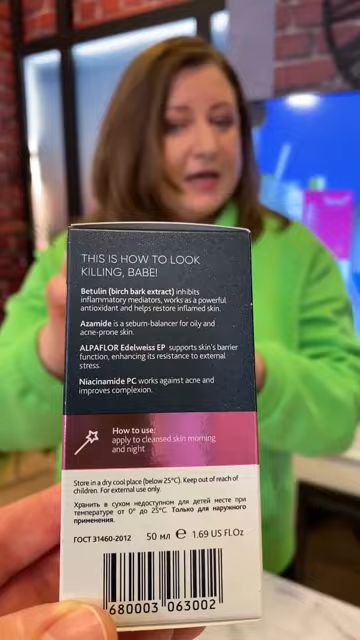 THIS IS HOW TO LOOK
KILLING, BABE!
Betulin (birch bark extract) inhibits
inflammatory mediators, works as a powerful
antioxidant and helps restore inflamed skin.
Azamide is a sebum-balancer for oily and
acne-prone skin.
ALPAFLOR Edelweiss EP supports skin's barrier
function, enhancing its resistance to external
stress.
Niacinamide PC works against acne and
improves complexion.
How to use:
apply to cleansed skin morning
and night
Store in a dry cool place (below 25°C). Keep out of reach of
children. For external use only.
Хранить в сухом недоступном для детей месте при
температуре от 0° до 25°С. Только для наружного
применения.
ГОСТ 31460-2012 50 мл ℮ 1.69 US Fl.Oz
680003 063002